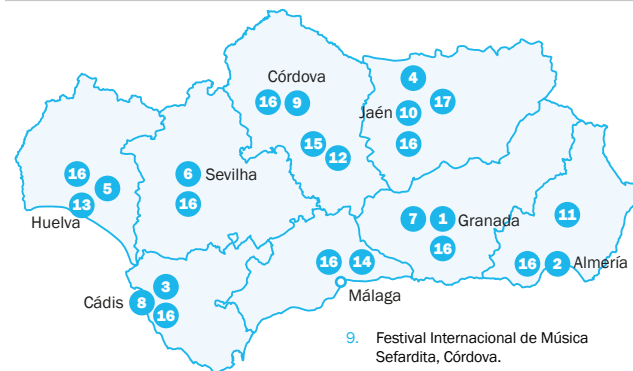 Córdova
4
16 9
17
Jaén 10
15
16
12
16
6 Sevilha
5
16
13
Huelva
7 1 Granada
11
16
16 14
16 2 Almería
3
Cádis 8
16
Málaga
9. Festival Internacional de Música
Sefardita, Córdova.